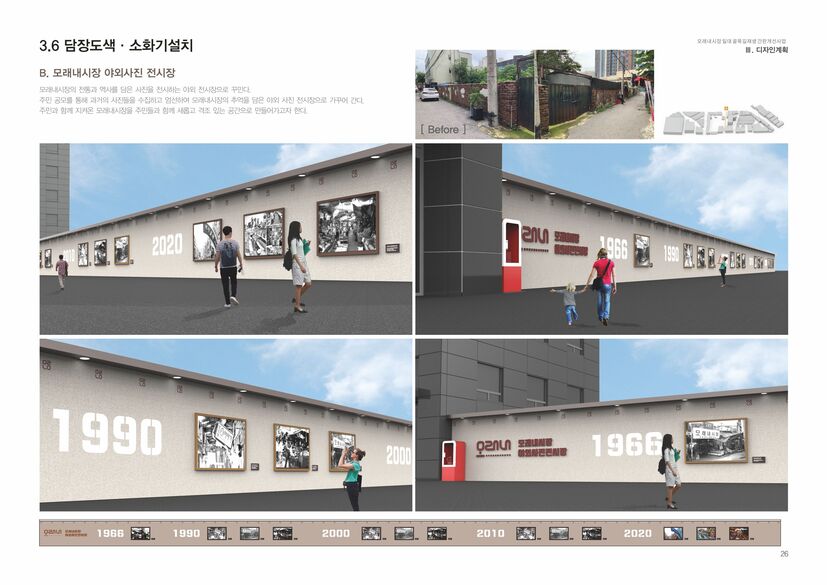 모래내시장 일대 골목길재생 간판개선사업
Ⅲ. 디자인계획
3.6 담장도색 · 소화기설치
B. 모래내시장 야외사진 전시장
모래내시장의 전통과 역사를 담은 사진을 전시하는 야외 전시장으로 꾸민다.
주민 공모를 통해 과거의 사진들을 수집하고 엄선하여 모래내시장의 추억을 담은 야외 사진 전시장으로 가꾸어 간다.
주민과 함께 지켜온 모래내시장을 주민들과 함께 새롭고 격조 있는 공간으로 만들어가고자 한다.
[ Before ]
2010
2020
모래내
모래내시장
야외사진전시장
1966
1990
1990
2000
모래내
모래내시장
야외사진전시장
1966
모래내시장
모래내
모래내시장
야외사진전시장
1966
1990
2000
2010
2020
26